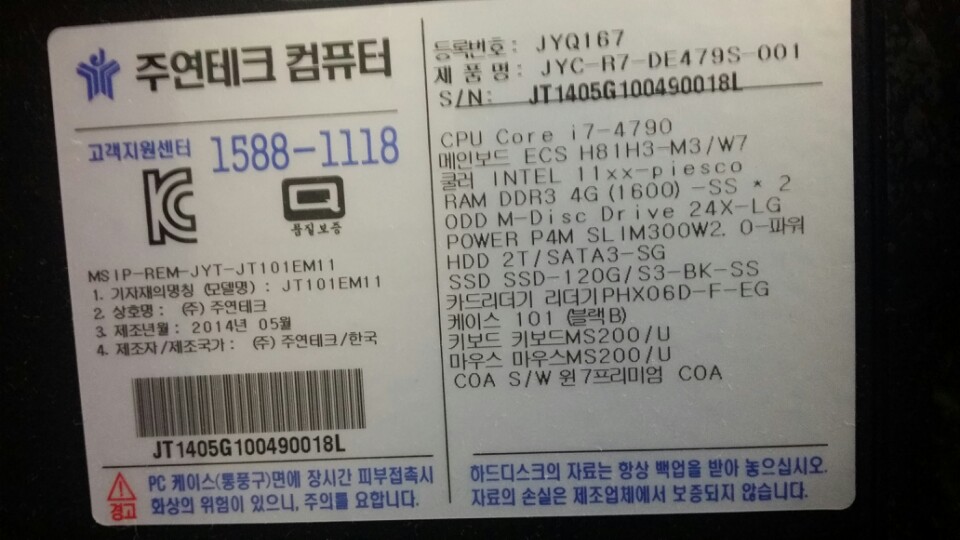 주연테크 컴퓨터
고객지원센터 1588-1118
품질보증
MSIP-REM-JYT-JT101EM11
1. 기자재의명칭 (모델명) : JT101EM11
2. 상호명 : (주) 주연테크
3. 제조년월 : 2014년 05월
4. 제조자/제조국가 : (주) 주연테크/한국
JT1405G100490018L
경고
PC 케이스(통풍구)면에 장시간 피부접촉시
화상의 위험이 있으니, 주의를 요합니다.
등록번호 : JYQ167
제 품 명 : JYC-R7-DE479S-001
S/N: JT1405G100490018L
CPU Core i7-4790
메인보드 ECS H81H3-M3/W7
쿨러 INTEL 11xx-piesco
RAM DDR3 4G (1600) -SS * 2
ODD M-Disc Drive 24X-LG
POWER P4M SLIM300W2. 0-파워
HDD 2T/SATA3-SG
SSD SSD-120G/S3-BK-SS
카드리더기 리더기PHX06D-F-EG
케이스 101 (블랙B)
키보드 키보드MS200/U
마우스 마우스MS200/U
COA S/W 윈7프리미엄 COA
하드디스크의 자료는 항상 백업을 받아 놓으십시오.
자료의 손실은 제조업체에서 보증되지 않습니다.